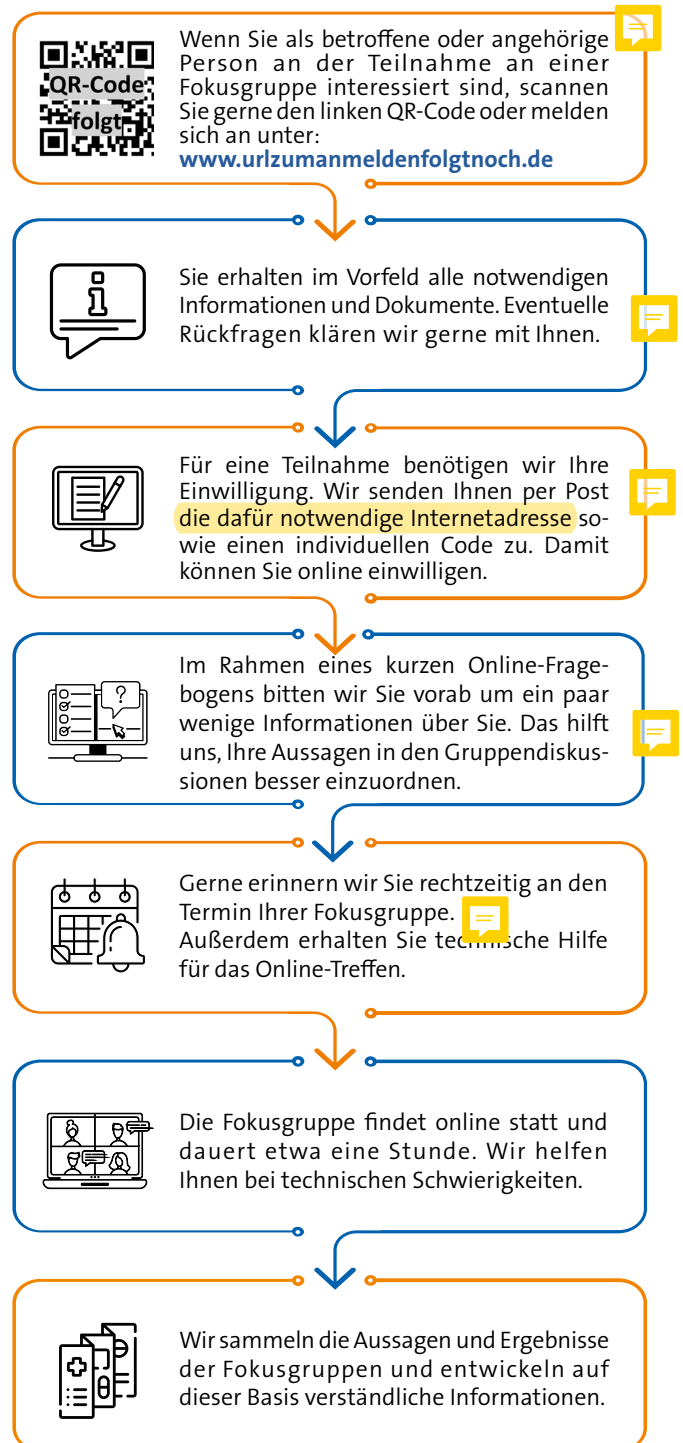 QR-Code
folgt
Wenn Sie als betroffene oder angehörige
Person an der Teilnahme an einer
Fokusgruppe interessiert sind, scannen
Sie gerne den linken QR-Code oder melden
sich an unter:
www.urlzumanmeldenfolgtnoch.de
Sie erhalten im Vorfeld alle notwendigen
Informationen und Dokumente. Eventuelle
Rückfragen klären wir gerne mit Ihnen.
Für eine Teilnahme benötigen wir Ihre
Einwilligung. Wir senden Ihnen per Post
die dafür notwendige Internetadresse so-
wie einen individuellen Code zu. Damit
können Sie online einwilligen.
Im Rahmen eines kurzen Online-Frage-
bogens bitten wir Sie vorab um ein paar
wenige Informationen über Sie. Das hilft
uns, Ihre Aussagen in den Gruppendiskus-
sionen besser einzuordnen.
?
Gerne erinnern wir Sie rechtzeitig an den
Termin Ihrer Fokusgruppe.
Außerdem erhalten Sie technische Hilfe
für das Online-Treffen.
Die Fokusgruppe findet online statt und
dauert etwa eine Stunde. Wir helfen
Ihnen bei technischen Schwierigkeiten.
Wir sammeln die Aussagen und Ergebnisse
der Fokusgruppen und entwickeln auf
dieser Basis verständliche Informationen.